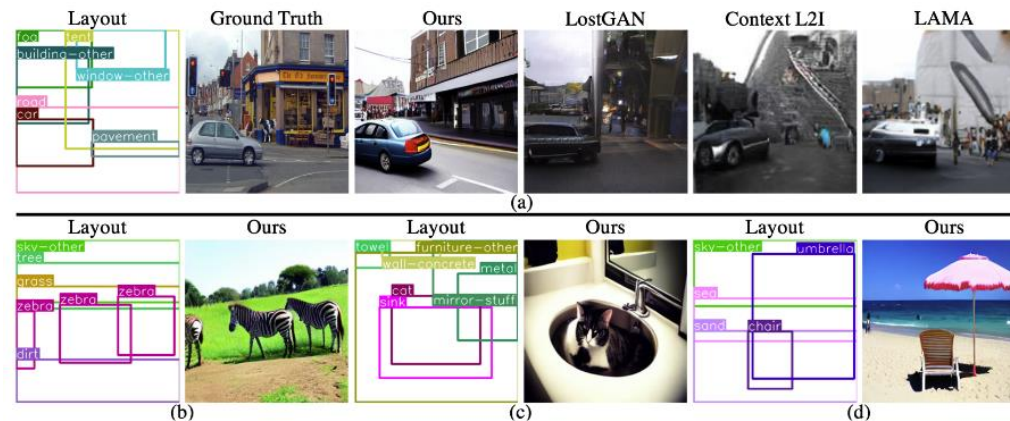 Layout Ground Truth Ours LostGAN Context L2I LAMA
fog tent
building-other
window-other
road
car
pavement
(a)
Layout Ours Layout Ours Layout Ours
sky-other towel furniture-other sky-other umbrella
tree wall-concrete metal
grass cat sea
zebra zebra zebra sink mirror-stuff sand chair
dirt
(b) (c) (d)